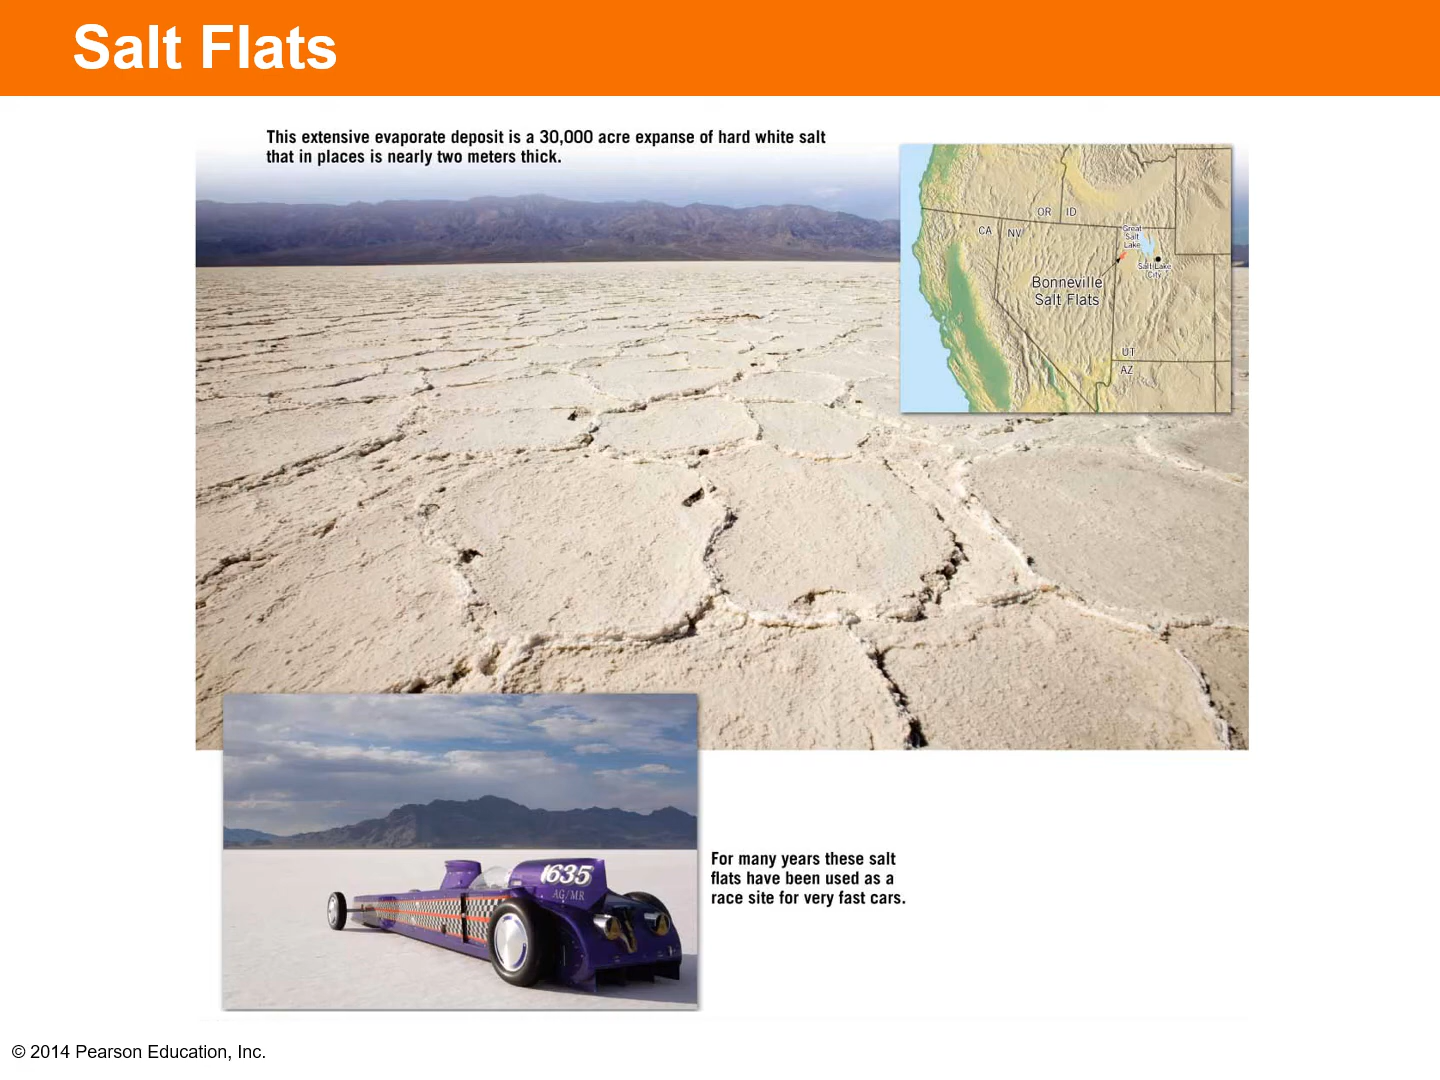 Salt Flats
This extensive evaporate deposit is a 30,000 acre expanse of hard white salt
that in places is nearly two meters thick.
OR ID
CA NV
Great
Salt
Lake
Salt Lake
City
Bonneville
Salt Flats
UT
AZ
1635
AG/MR
For many years these salt
flats have been used as a
race site for very fast cars.
© 2014 Pearson Education, Inc.